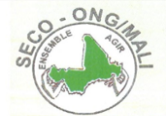 SECO - ONG/MALI
ENSEMBLE AGIR